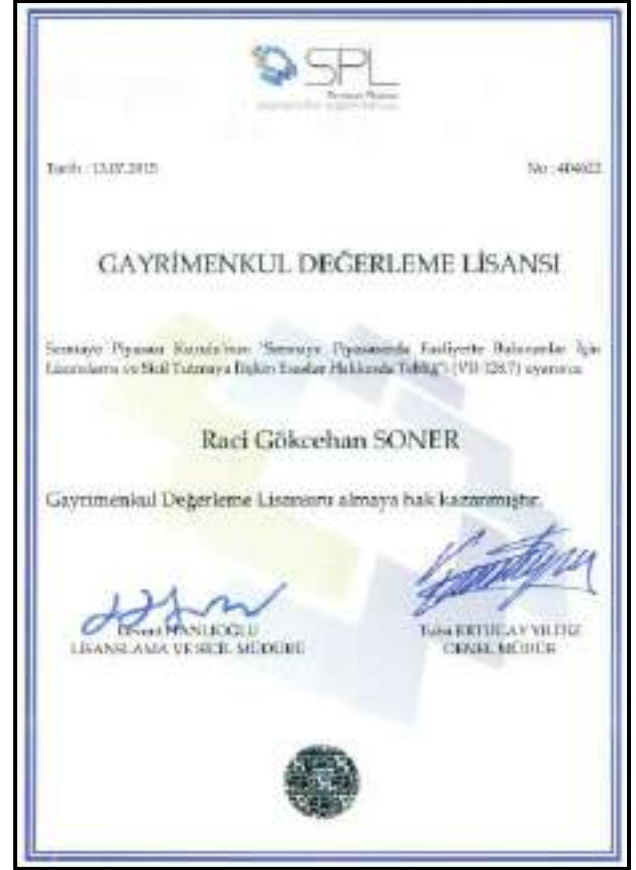 SPL
Tarih : 13.07.2015
No : 404622
GAYRİMENKUL DEĞERLEME LİSANSI
Sermaye Piyasası Kurulu'nun "Sermaye Piyasasında Faaliyette Bulunanlar İçin
Lisanslama ve Sicil Tutmaya İlişkin Esaslar Hakkında Tebliğ"i (VII-128.7) uyarınca
Raci Gökcehan SONER
Gayrimenkul Değerleme Lisansını almaya hak kazanmıştır.
LİSANSLAMA VE SİCİL MÜDÜRÜ
GENEL MÜDÜR